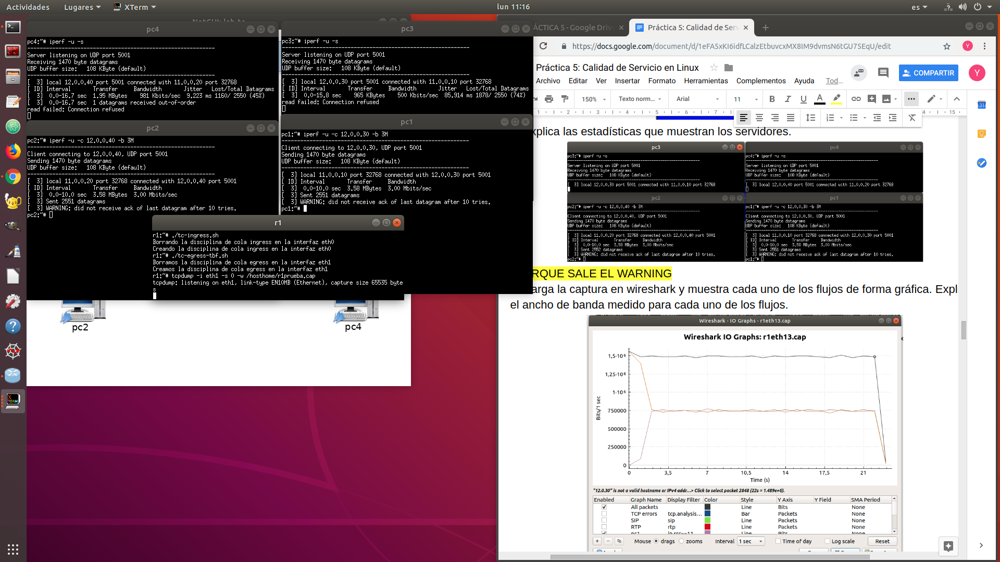 Actividades
Lugares
XTerm
lun 11:16
es
pc4
pc4:~# iperf -u -s
Server listening on UDP port 5001
Receiving 1470 byte datagrams
UDP buffer size:   108 KByte (default)
[  3] local 12.0.0.40 port 5001 connected with 11.0.0.20 port 32768
[ ID] Interval       Transfer     Bandwidth       Jitter   Lost/Total Datagrams
[  3]  0.0-16.7 sec  1.95 MBytes   981 Kbits/sec  9.223 ms 1160/ 2550 (45%)
[  3]  0.0-16.7 sec  1 datagrams received out-of-order
read failed: Connection refused
pc3
pc3:~# iperf -u -s
Server listening on UDP port 5001
Receiving 1470 byte datagrams
UDP buffer size:   108 KByte (default)
[  3] local 12.0.0.30 port 5001 connected with 11.0.0.10 port 32768
[ ID] Interval       Transfer     Bandwidth       Jitter   Lost/Total Datagrams
[  3]  0.0-15.8 sec   965 KBytes   500 Kbits/sec  85.914 ms 1878/ 2550 (74%)
read failed: Connection refused
pc2
pc2:~# iperf -u -c 12.0.0.40 -b 3M
Client connecting to 12.0.0.40, UDP port 5001
Sending 1470 byte datagrams
UDP buffer size:   108 KByte (default)
[  3] local 11.0.0.20 port 32768 connected with 12.0.0.40 port 5001
[ ID] Interval       Transfer     Bandwidth
[  3]  0.0-10.0 sec  3.58 MBytes  3.00 Mbits/sec
[  3] Sent 2551 datagrams
[  3] WARNING: did not receive ack of last datagram after 10 tries.
pc2:~#
pc1
pc1:~# iperf -u -c 12.0.0.30 -b 3M
Client connecting to 12.0.0.30, UDP port 5001
Sending 1470 byte datagrams
UDP buffer size:   108 KByte (default)
[  3] local 11.0.0.10 port 32768 connected with 12.0.0.30 port 5001
[ ID] Interval       Transfer     Bandwidth
[  3]  0.0-10.0 sec  3.58 MBytes  3.00 Mbits/sec
[  3] Sent 2551 datagrams
[  3] WARNING: did not receive ack of last datagram after 10 tries.
pc1:~#
r1
r1:~# ./tc-ingress.sh
Borrando la disciplina de cola ingress en la interfaz eth0
Creando la disciplina de cola ingress en la interfaz eth0
r1:~# ./tc-egress-tbf.sh
Borramos la disciplina de cola egress en la interfaz eth1
Creamos la disciplina de cola egress en la interfaz eth1
r1:~# tcpdump -i eth1 -s 0 -w /hosthome/r1prueba.cap
tcpdump: listening on eth1, link-type EN10MB (Ethernet), capture size 65535 byte
s
pc2
pc4
ÁCTICA 5 - Google Driv
Práctica 5: Calidad de Serv
https://docs.google.com/document/d/1eFA5xKI6idfLCalzEtbuvcxMX8IM9dvmsN6tGU75EqU/edit
Y
Práctica 5: Calidad de Servicio en Linux
COMPARTIR
Y
Archivo Editar Ver Insertar Formato Herramientas Complementos Ayuda Tod...
150% Texto norm... Arial 11 B I U A
1 2 3 4 5 6 7 14 15
31
xplica las estadísticas que muestran los servidores.
pc3
pc3:~# iperf -u -s
Server listening on UDP port 5001
Receiving 1470 byte datagrams
UDP buffer size:   108 KByte (default)
[  3] local 12.0.0.30 port 5001 connected with 11.0.0.10 port 32768
pc4
pc4:~# iperf -u -s
Server listening on UDP port 5001
Receiving 1470 byte datagrams
UDP buffer size:   108 KByte (default)
[  3] local 12.0.0.40 port 5001 connected with 11.0.0.20 port 32768
pc2
pc2:~# iperf -u -c 12.0.0.40 -b 3M
Client connecting to 12.0.0.40, UDP port 5001
Sending 1470 byte datagrams
UDP buffer size:   108 KByte (default)
[  3] local 11.0.0.20 port 32768 connected with 12.0.0.40 port 5001
[ ID] Interval       Transfer     Bandwidth
[  3]  0.0-10.0 sec  3.58 MBytes  3.00 Mbits/sec
[  3] Sent 2552 datagrams
[  3] WARNING: did not receive ack of last datagram after 10 tries.
pc2:~#
pc1
pc1:~# iperf -u -c 12.0.0.30 -b 3M
Client connecting to 12.0.0.30, UDP port 5001
Sending 1470 byte datagrams
UDP buffer size:   108 KByte (default)
[  3] local 11.0.0.10 port 32768 connected with 12.0.0.30 port 5001
[ ID] Interval       Transfer     Bandwidth
[  3]  0.0-10.0 sec  3.58 MBytes  3.00 Mbits/sec
[  3] Sent 2551 datagrams
[  3] WARNING: did not receive ack of last datagram after 10 tries.
pc1:~#
RQUE SALE EL WARNING
arga la captura en wireshark y muestra cada uno de los flujos de forma gráfica. Expl
el ancho de banda medido para cada uno de los flujos.
Wireshark · IO Graphs · r1eth13.cap
Wireshark IO Graphs: r1eth13.cap
Bits/1 sec
1,5·10⁶
1,25·10⁶
1·10⁶
750000
500000
250000
0
0 3,5 7 10,5 14 17,5 21
Time (s)
"12.0.30" is not a valid hostname or IPv4 addr...> Click to select packet 2848 (22s = 1.489e+6).
Enabled Graph Name Display Filter Color Style Y Axis Y Field SMA Period
All packets Line Bits None
TCP errors tcp.analysis... Bar Packets None
SIP sip Line Packets None
RTP rtp Line Packets None
pc1 ip.src==11 Line Bits None
Mouse drags zooms Interval 1 sec Time of day Log scale Reset